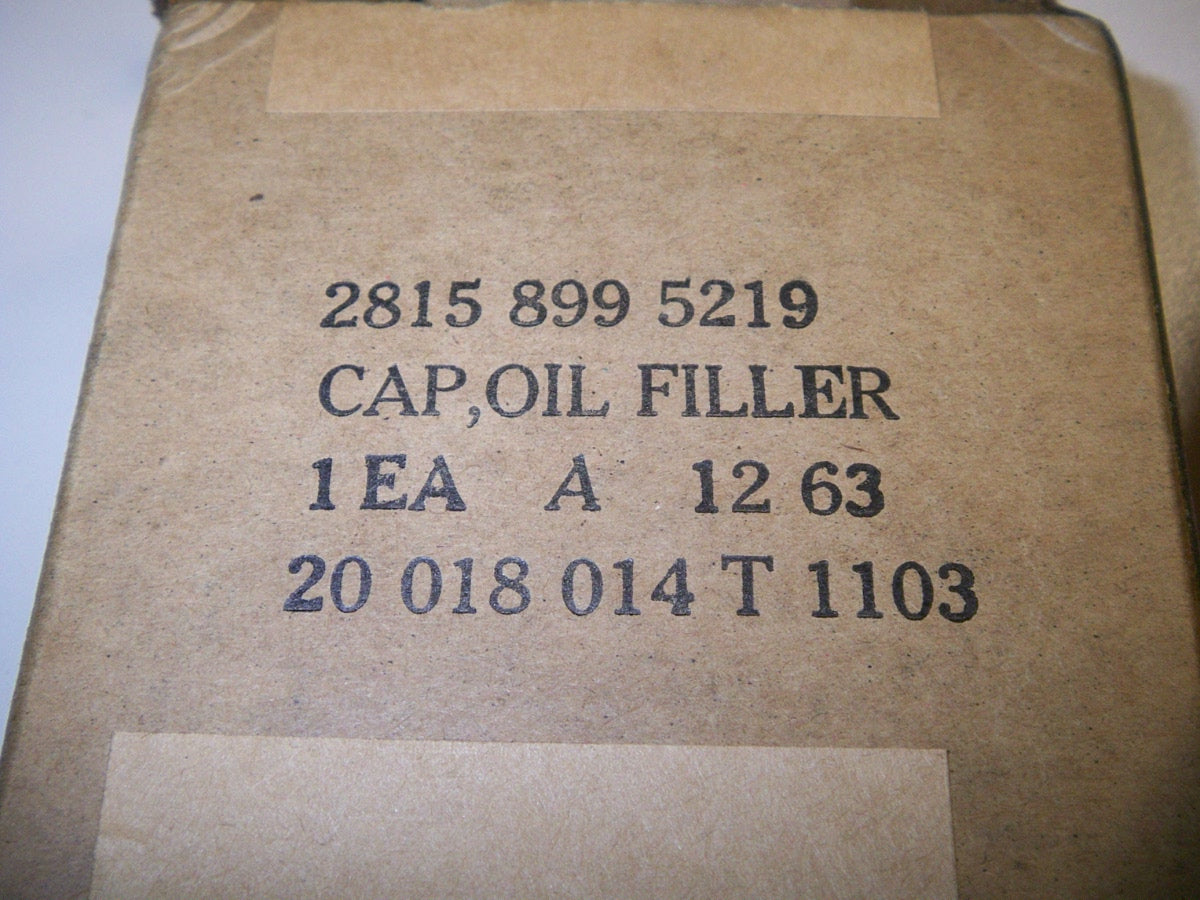 2815 899 5219
CAP,OIL FILLER
1 EA A 12 63
20 018 014 T 1103